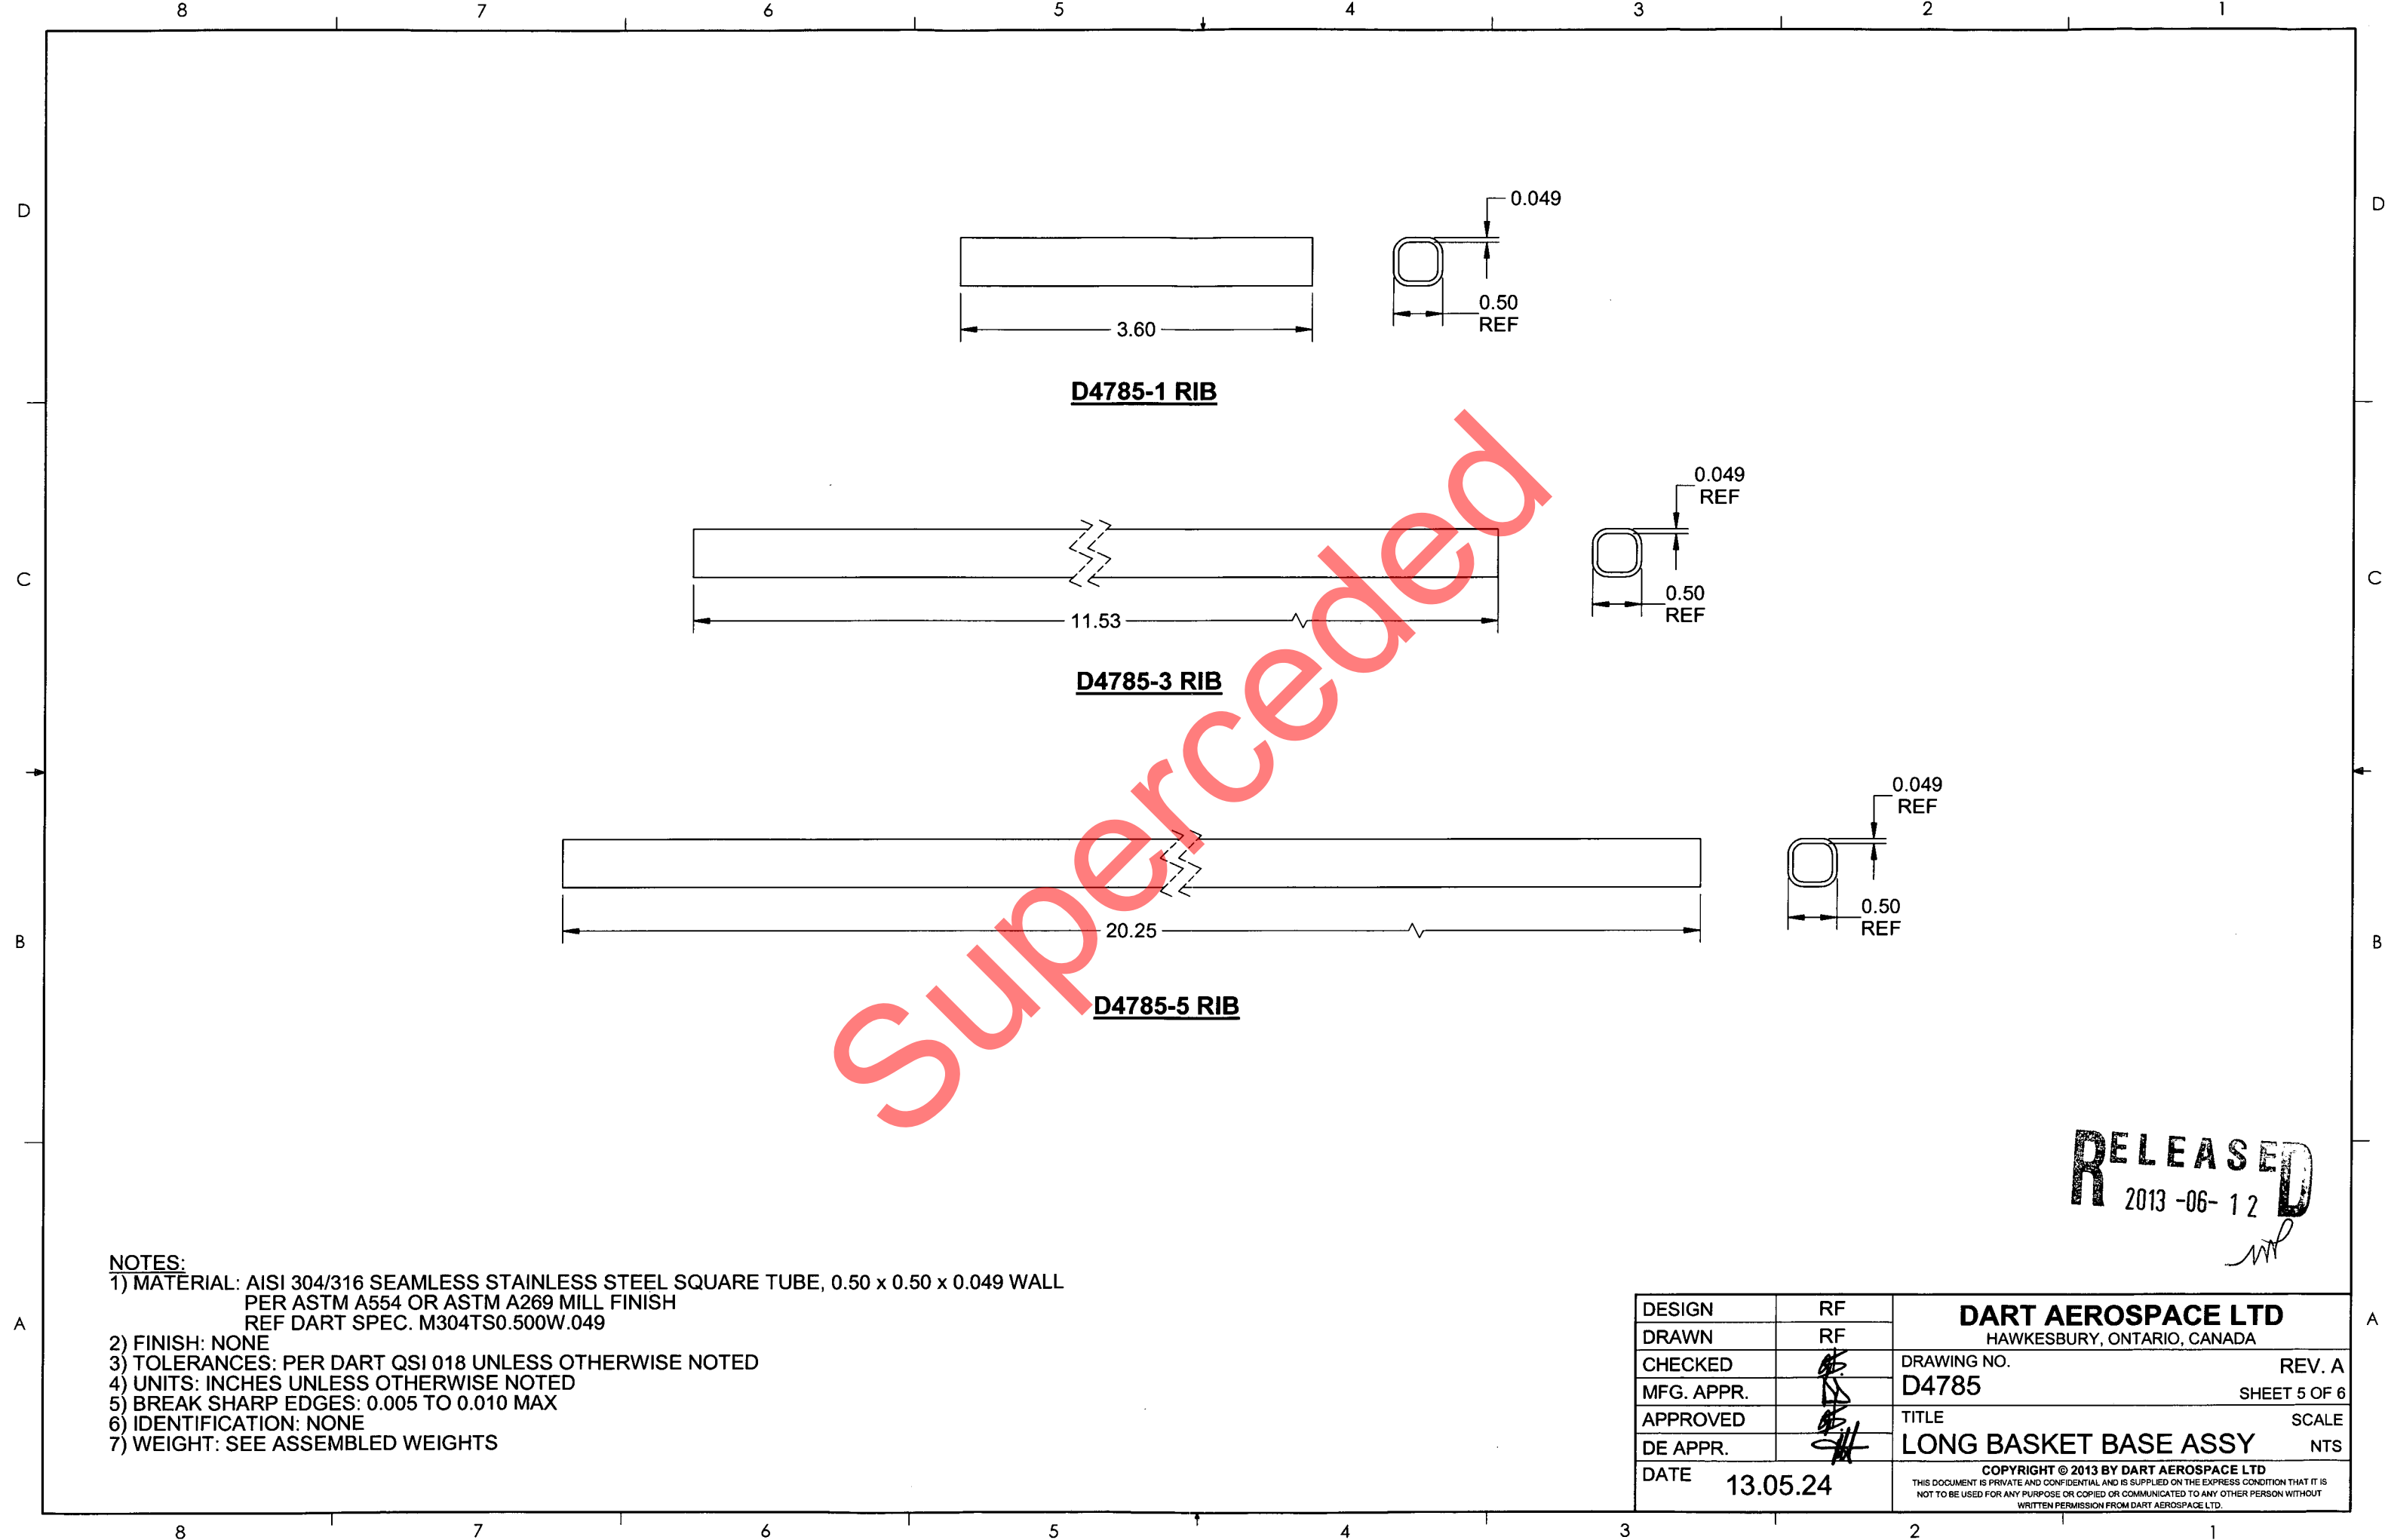 8 7 6 5 4 3 2 1
D
D
0.049
0.50
REF
3.60
D4785-1 RIB
0.049
REF
C
C
0.50
REF
11.53
D4785-3 RIB
0.049
REF
0.50
REF
20.25
B
B
D4785-5 RIB
Superceded
RELEASED
2013 -06- 12
NOTES:
1) MATERIAL: AISI 304/316 SEAMLESS STAINLESS STEEL SQUARE TUBE, 0.50 x 0.50 x 0.049 WALL
PER ASTM A554 OR ASTM A269 MILL FINISH
REF DART SPEC. M304TS0.500W.049
2) FINISH: NONE
3) TOLERANCES: PER DART QSI 018 UNLESS OTHERWISE NOTED
4) UNITS: INCHES UNLESS OTHERWISE NOTED
5) BREAK SHARP EDGES: 0.005 TO 0.010 MAX
6) IDENTIFICATION: NONE
7) WEIGHT: SEE ASSEMBLED WEIGHTS
A
A
DESIGN RF
DRAWN RF
CHECKED
MFG. APPR.
APPROVED
DE APPR.
DATE 13.05.24
DART AEROSPACE LTD
HAWKESBURY, ONTARIO, CANADA
DRAWING NO. REV. A
D4785 SHEET 5 OF 6
TITLE SCALE
LONG BASKET BASE ASSY NTS
COPYRIGHT © 2013 BY DART AEROSPACE LTD
THIS DOCUMENT IS PRIVATE AND CONFIDENTIAL AND IS SUPPLIED ON THE EXPRESS CONDITION THAT IT IS
NOT TO BE USED FOR ANY PURPOSE OR COPIED OR COMMUNICATED TO ANY OTHER PERSON WITHOUT
WRITTEN PERMISSION FROM DART AEROSPACE LTD.
8 7 6 5 4 3 2 1